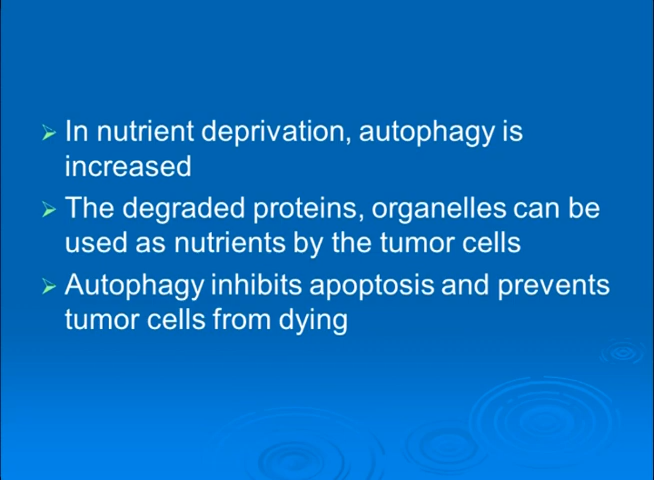 In nutrient deprivation, autophagy is
increased
The degraded proteins, organelles can be
used as nutrients by the tumor cells
Autophagy inhibits apoptosis and prevents
tumor cells from dying